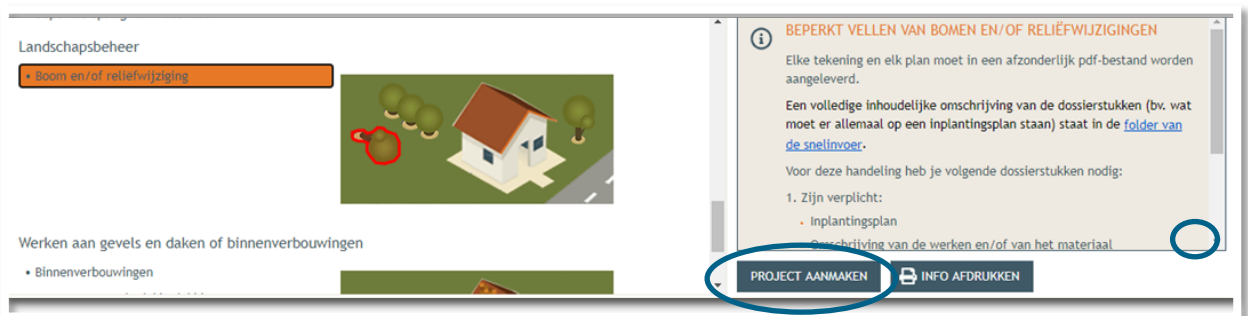 Landschapsbeheer
• Boom en/of reliëfwijziging
Werken aan gevels en daken of binnenverbouwingen
• Binnenverbouwingen
BEPERKT VELLEN VAN BOMEN EN/OF RELIËFWIJZIGINGEN
Elke tekening en elk plan moet in een afzonderlijk pdf-bestand worden
aangeleverd.
Een volledige inhoudelijke omschrijving van de dossierstukken (bv. wat
moet er allemaal op een inplantingsplan staan) staat in de folder van
de snelinvoer.
Voor deze handeling heb je volgende dossierstukken nodig:
1. Zijn verplicht:
• Inplantingsplan
Omschrijving van de werken en/of van het materiaal
PROJECT AANMAKEN
INFO AFDRUKKEN